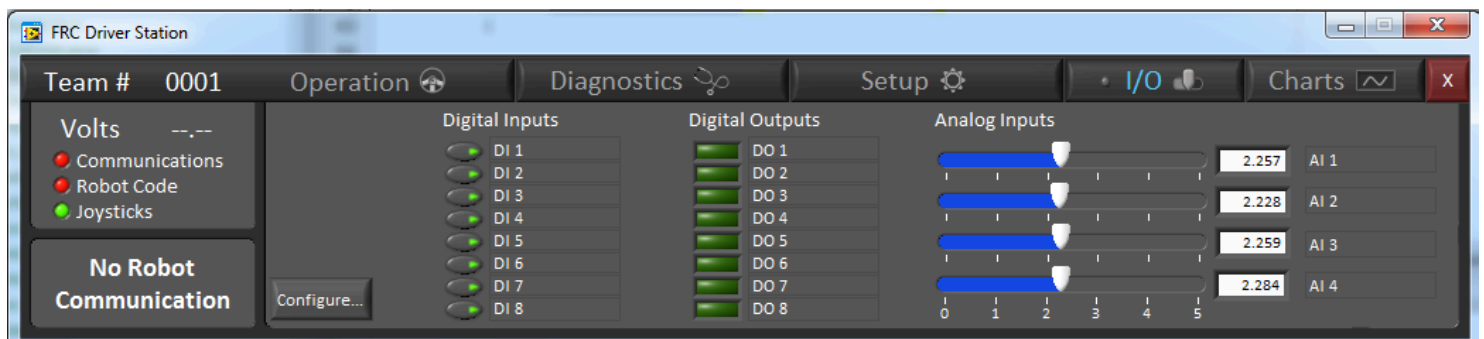 FRC Driver Station
Team # 0001 Operation Diagnostics Setup I/O Charts X
Volts --.--
Communications
Robot Code
Joysticks
No Robot
Communication
Configure...
Digital Inputs
DI 1
DI 2
DI 3
DI 4
DI 5
DI 6
DI 7
DI 8
Digital Outputs
DO 1
DO 2
DO 3
DO 4
DO 5
DO 6
DO 7
DO 8
Analog Inputs
2.257 AI 1
2.228 AI 2
2.259 AI 3
2.284 AI 4
0 1 2 3 4 5